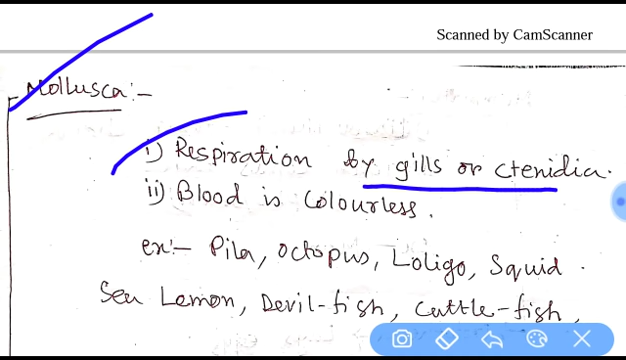 Scanned by CamScanner
Mollusca:-
i) Respiration by gills or ctenidia.
ii) Blood is Colourless.
ex:- Pila, Octopus, Loligo, Squid.
Sea Lemon, Devil-fish, Cuttle-fish,